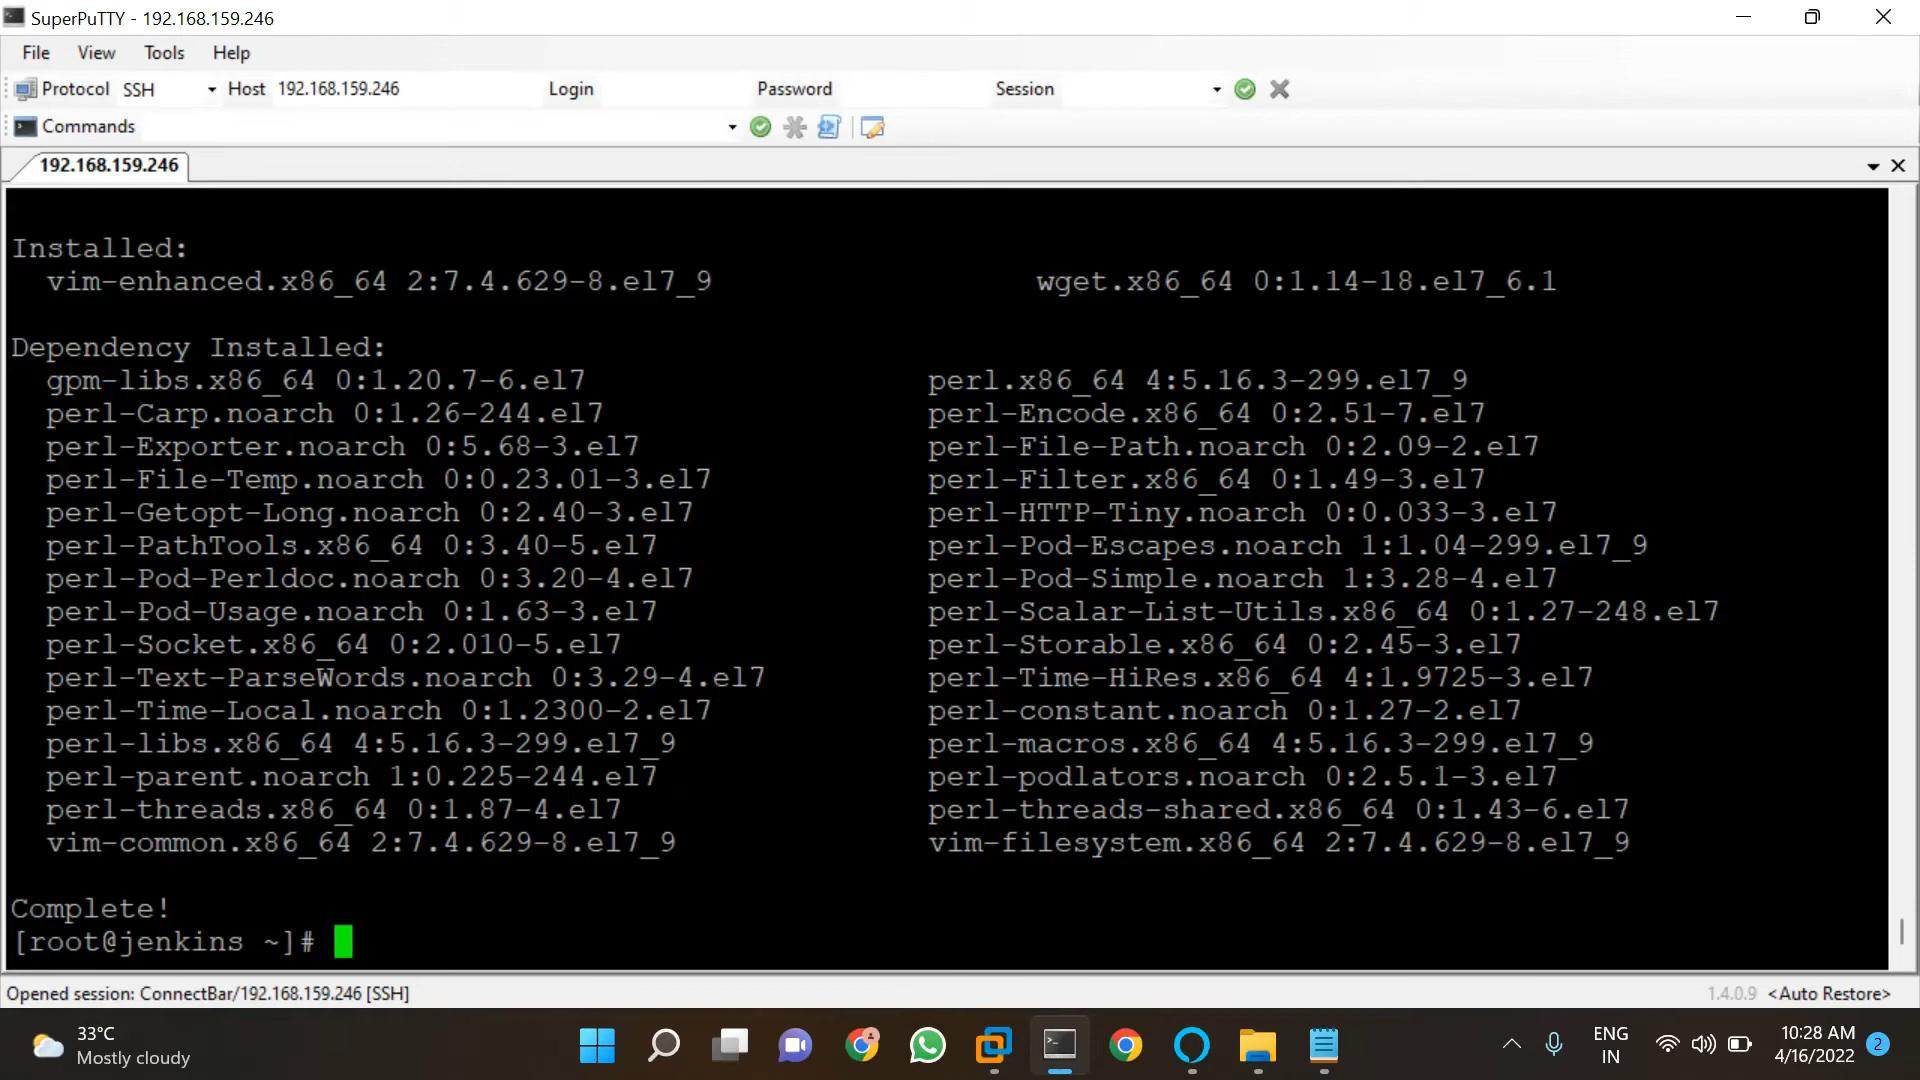 SuperPuTTY - 192.168.159.246
File View Tools Help
Protocol SSH Host 192.168.159.246 Login Password Session
Commands
192.168.159.246
Installed:
vim-enhanced.x86_64 2:7.4.629-8.el7_9 wget.x86_64 0:1.14-18.el7_6.1
Dependency Installed:
gpm-libs.x86_64 0:1.20.7-6.el7 perl.x86_64 4:5.16.3-299.el7_9
perl-Carp.noarch 0:1.26-244.el7 perl-Encode.x86_64 0:2.51-7.el7
perl-Exporter.noarch 0:5.68-3.el7 perl-File-Path.noarch 0:2.09-2.el7
perl-File-Temp.noarch 0:0.23.01-3.el7 perl-Filter.x86_64 0:1.49-3.el7
perl-Getopt-Long.noarch 0:2.40-3.el7 perl-HTTP-Tiny.noarch 0:0.033-3.el7
perl-PathTools.x86_64 0:3.40-5.el7 perl-Pod-Escapes.noarch 1:1.04-299.el7_9
perl-Pod-Perldoc.noarch 0:3.20-4.el7 perl-Pod-Simple.noarch 1:3.28-4.el7
perl-Pod-Usage.noarch 0:1.63-3.el7 perl-Scalar-List-Utils.x86_64 0:1.27-248.el7
perl-Socket.x86_64 0:2.010-5.el7 perl-Storable.x86_64 0:2.45-3.el7
perl-Text-ParseWords.noarch 0:3.29-4.el7 perl-Time-HiRes.x86_64 4:1.9725-3.el7
perl-Time-Local.noarch 0:1.2300-2.el7 perl-constant.noarch 0:1.27-2.el7
perl-libs.x86_64 4:5.16.3-299.el7_9 perl-macros.x86_64 4:5.16.3-299.el7_9
perl-parent.noarch 1:0.225-244.el7 perl-podlators.noarch 0:2.5.1-3.el7
perl-threads.x86_64 0:1.87-4.el7 perl-threads-shared.x86_64 0:1.43-6.el7
vim-common.x86_64 2:7.4.629-8.el7_9 vim-filesystem.x86_64 2:7.4.629-8.el7_9
Complete!
[root@jenkins ~]#
Opened session: ConnectBar/192.168.159.246 [SSH] 1.4.0.9 <Auto Restore>
33°C
Mostly cloudy
ENG
IN
10:28 AM
4/16/2022
2